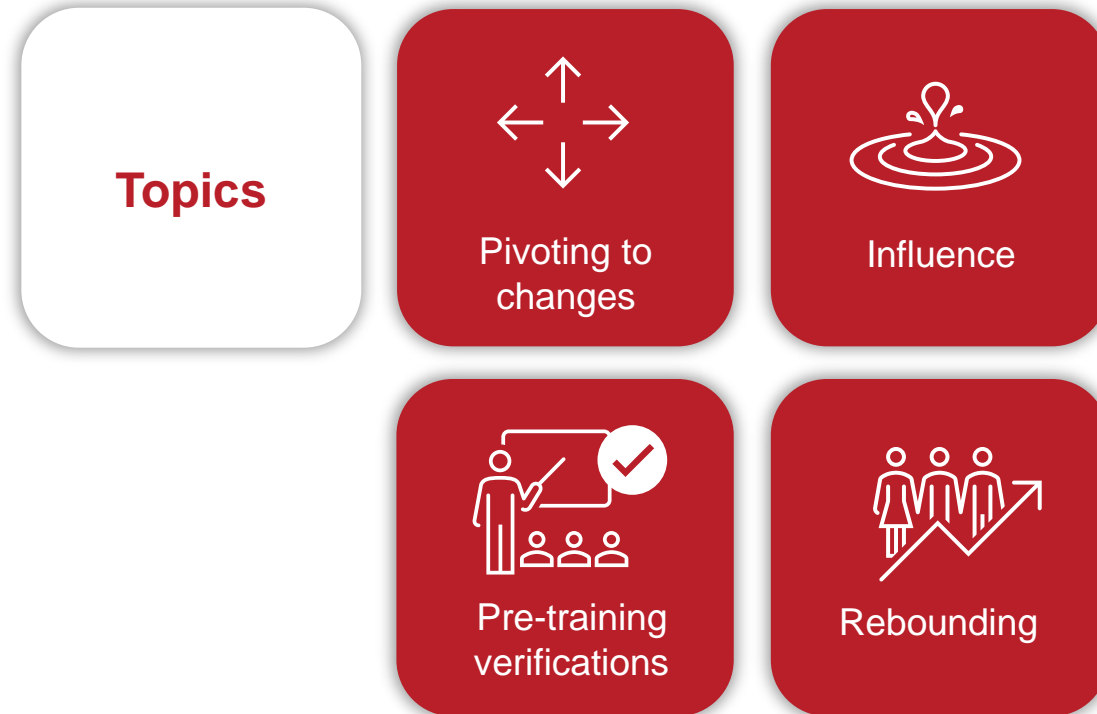 Topics
Pivoting to
changes
Influence
Pre-training
verifications
Rebounding